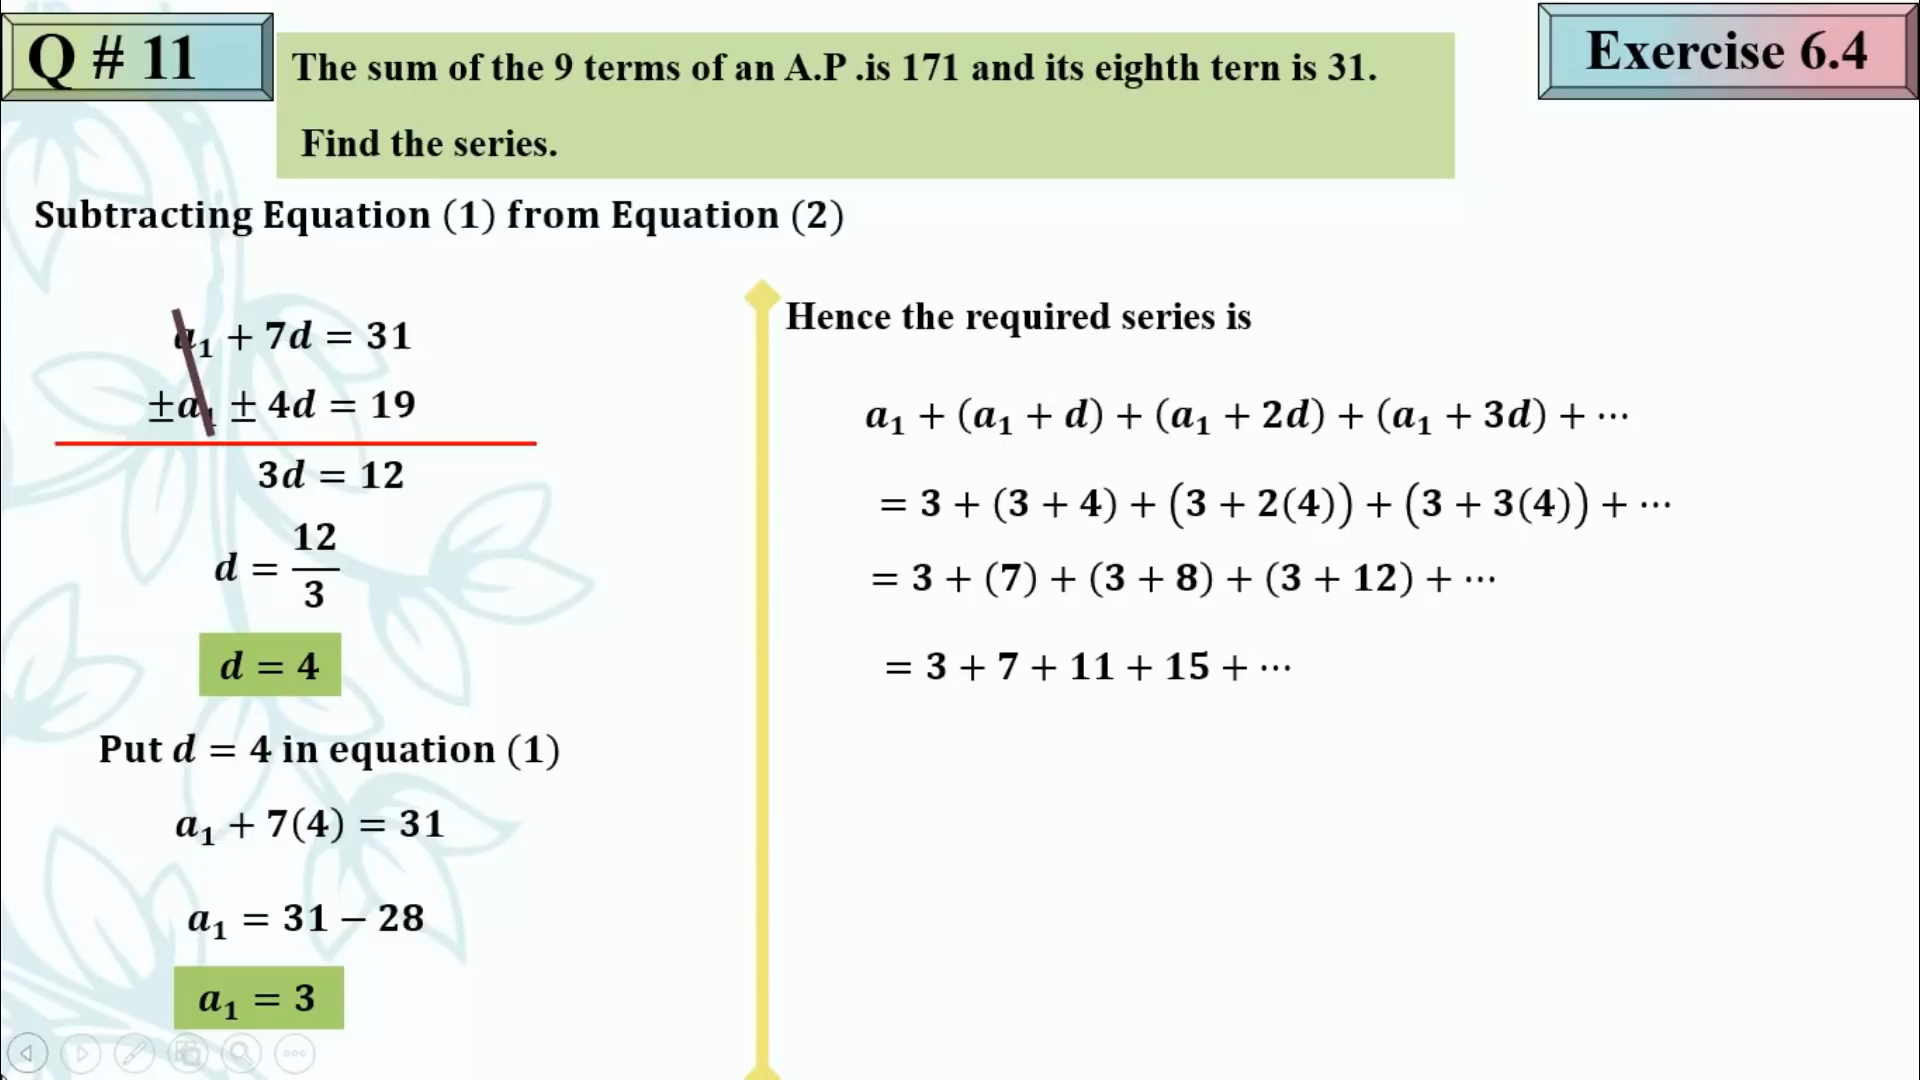 Q # 11
The sum of the 9 terms of an A.P .is 171 and its eighth tern is 31.
Find the series.
Exercise 6.4
Subtracting Equation (1) from Equation (2)
a₁ + 7d = 31
±a₁ ± 4d = 19
3d = 12
d = 12/3
d = 4
Put d = 4 in equation (1)
a₁ + 7(4) = 31
a₁ = 31 − 28
a₁ = 3
Hence the required series is
a₁ + (a₁ + d) + (a₁ + 2d) + (a₁ + 3d) + ⋯
= 3 + (3 + 4) + (3 + 2(4)) + (3 + 3(4)) + ⋯
= 3 + (7) + (3 + 8) + (3 + 12) + ⋯
= 3 + 7 + 11 + 15 + ⋯